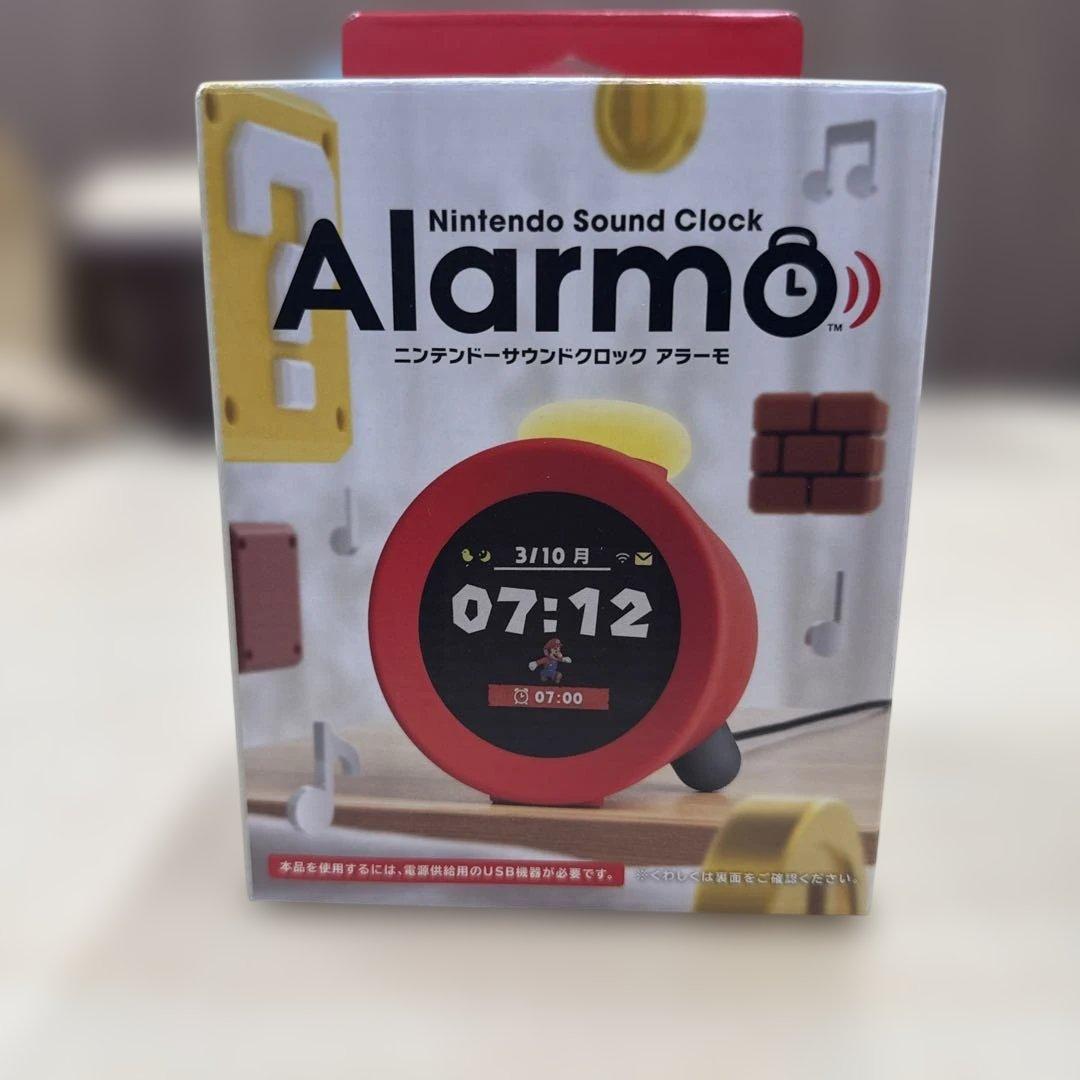 Nintendo Sound Clock
Alarmo
TM
ニンテンドーサウンドクロック アラーモ
3/10 月
07:12
07:00
本品を使用するには、電源供給用のUSB機器が必要です。
※くわしくは裏面をご確認ください。